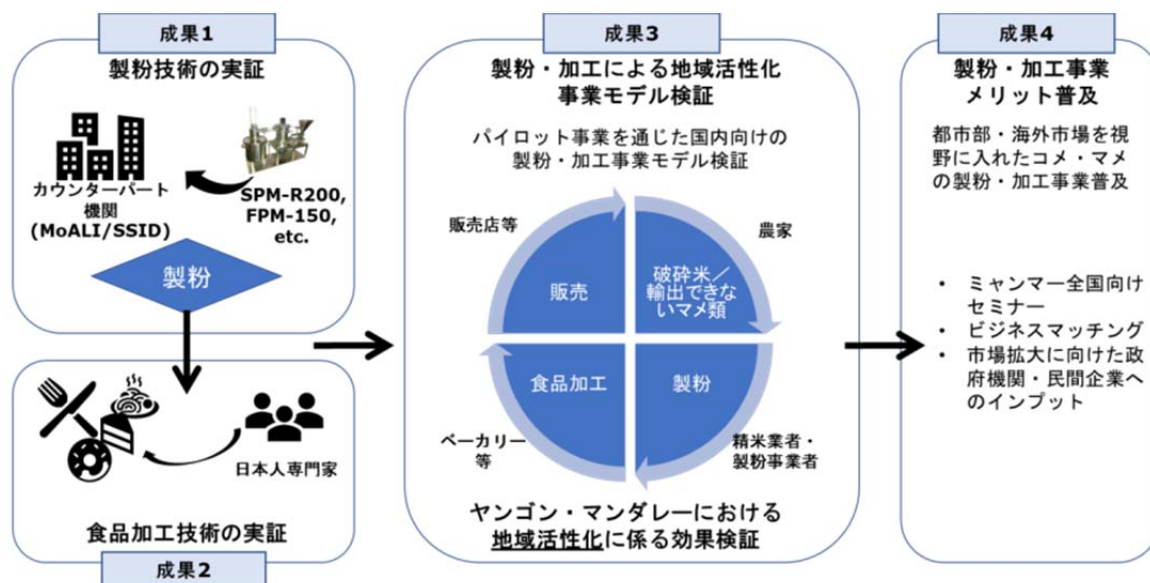 成果1
製粉技術の実証
カウンターパート
機関
(MoALI/SSID)
SPM-R200,
FPM-150,
etc.
製粉
日本人専門家
食品加工技術の実証
成果2
成果3
製粉・加工による地域活性化
事業モデル検証
パイロット事業を通じた国内向けの
製粉・加工事業モデル検証
販売店等
農家
販売
破砕米／
輸出できな
いマメ類
食品加工
製粉
ベーカリー
等
精米業者・
製粉事業者
ヤンゴン・マンダレーにおける
地域活性化に係る効果検証
成果4
製粉・加工事業
メリット普及
都市部・海外市場を視
野に入れたコメ・マメ
の製粉・加工事業普及
• ミャンマー全国向け
セミナー
• ビジネスマッチング
• 市場拡大に向けた政
府機関・民間企業へ
のインプット